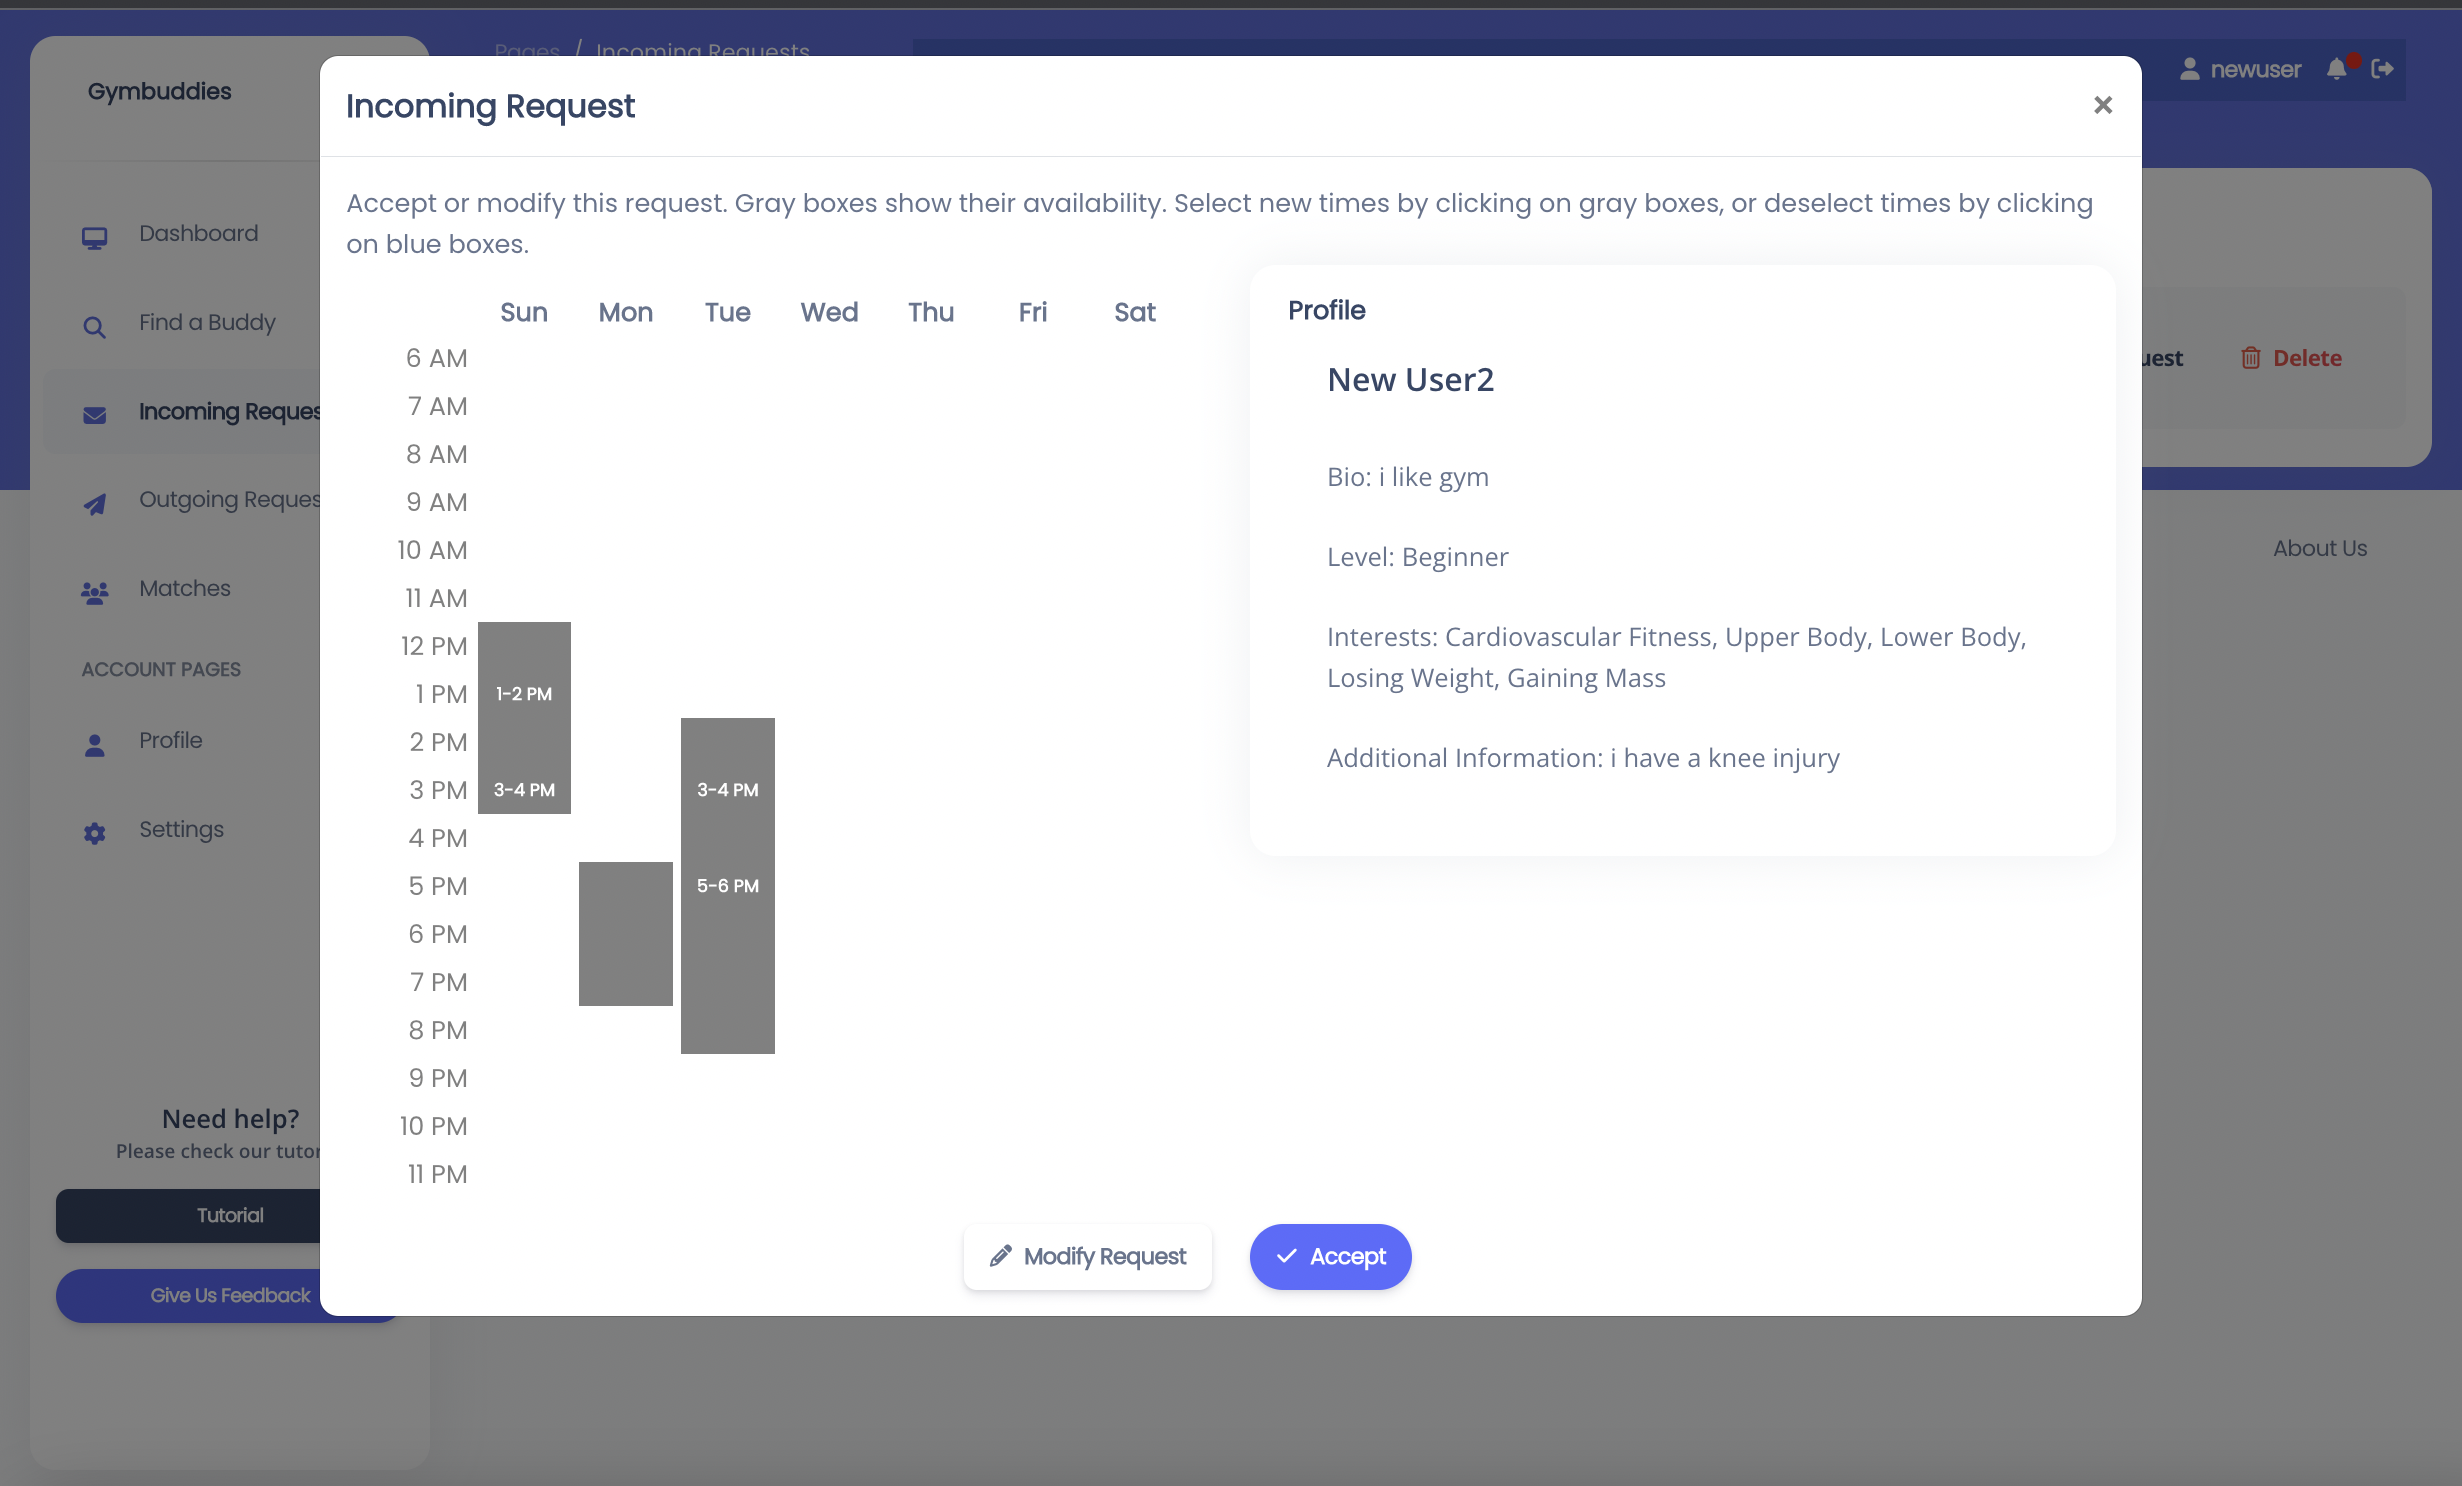 Gymbuddies
Pages / Incoming Requests
newuser
Incoming Request
Accept or modify this request. Gray boxes show their availability. Select new times by clicking on gray boxes, or deselect times by clicking
on blue boxes.
Dashboard
Find a Buddy
Incoming Reques
Outgoing Reques
Matches
ACCOUNT PAGES
Profile
Settings
Need help?
Please check our tutor
Tutorial
Give Us Feedback
Sun Mon Tue Wed Thu Fri Sat
6 AM
7 AM
8 AM
9 AM
10 AM
11 AM
12 PM
1 PM 1-2 PM
2 PM
3 PM 3-4 PM 3-4 PM
4 PM
5 PM 5-6 PM
6 PM
7 PM
8 PM
9 PM
10 PM
11 PM
Profile
New User2
Bio: i like gym
Level: Beginner
Interests: Cardiovascular Fitness, Upper Body, Lower Body,
Losing Weight, Gaining Mass
Additional Information: i have a knee injury
Modify Request
Accept
uest Delete
About Us